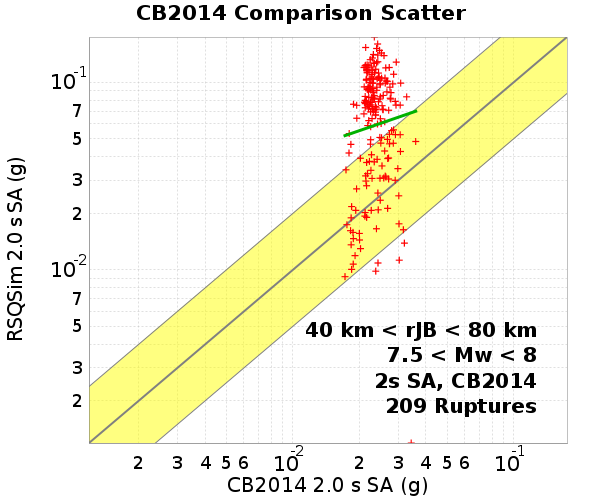 CB2014 Comparison Scatter
RSQSim 2.0 s SA (g)
10⁻¹
7
5
3
2
10⁻²
7
5
3
2
40 km < rJB < 80 km
7.5 < Mw < 8
2s SA, CB2014
209 Ruptures
2 3 4 5 6 10⁻² 2 3 4 5 6 10⁻¹
CB2014 2.0 s SA (g)